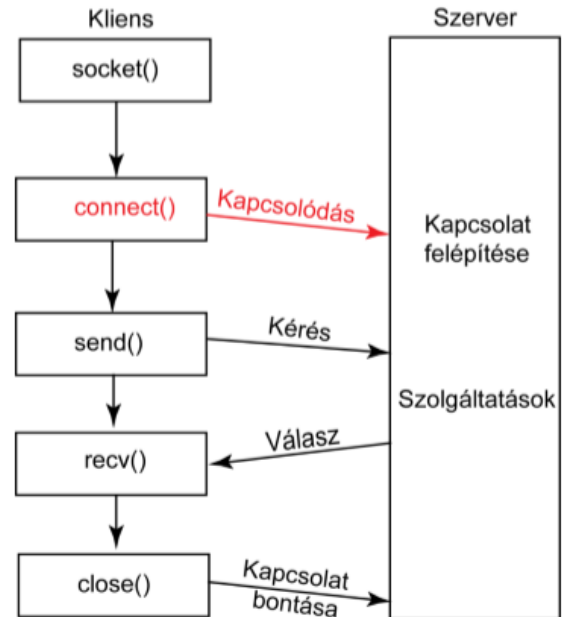 Kliens
Szerver
socket()
connect()
Kapcsolódás
Kapcsolat
felépítése
send()
Kérés
Szolgáltatások
recv()
Válasz
close()
Kapcsolat
bontása